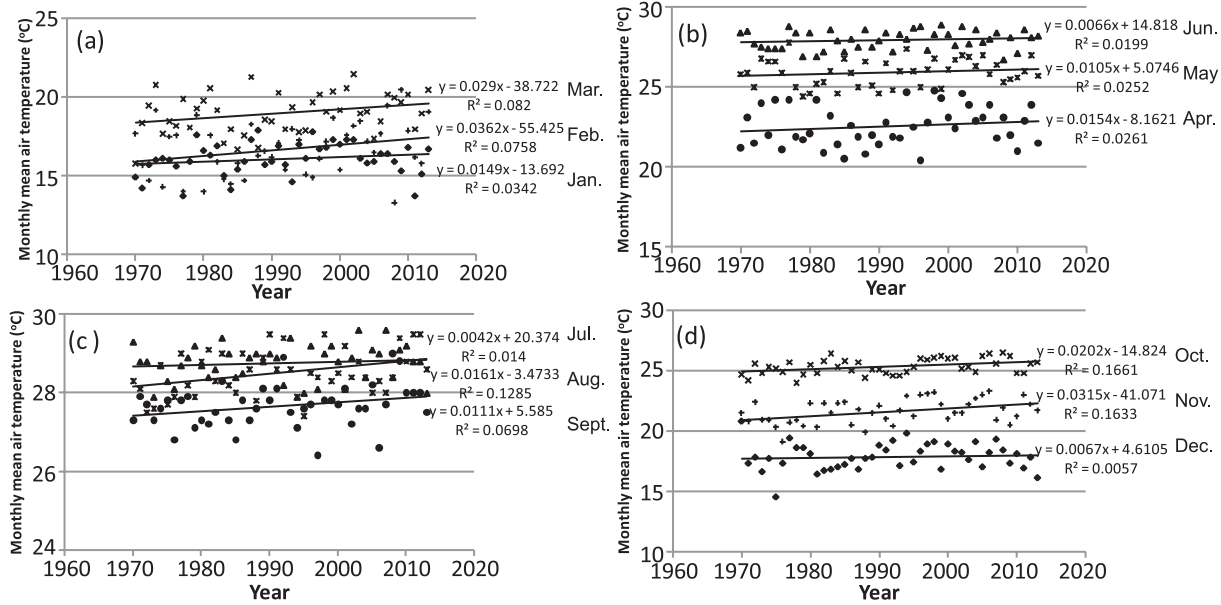 (a)
Monthly mean air temperature (°C)
25
20
15
10
y = 0.029x - 38.722
R² = 0.082
Mar.
y = 0.0362x - 55.425
R² = 0.0758
Feb.
y = 0.0149x - 13.692
R² = 0.0342
Jan.
1960 1970 1980 1990 2000 2010 2020
Year
(b)
Monthly mean air temperature (°C)
30
25
20
15
y = 0.0066x + 14.818
R² = 0.0199
Jun.
y = 0.0105x + 5.0746
R² = 0.0252
May
y = 0.0154x - 8.1621
R² = 0.0261
Apr.
1960 1970 1980 1990 2000 2010 2020
Year
(c )
Monthly mean air temperature (°C)
30
28
26
24
y = 0.0042x + 20.374
R² = 0.014
Jul.
y = 0.0161x - 3.4733
R² = 0.1285
Aug.
y = 0.0111x + 5.585
R² = 0.0698
Sept.
1960 1970 1980 1990 2000 2010 2020
Year
(d)
Monthly mean air temperature (°C)
30
25
20
15
10
y = 0.0202x - 14.824
R² = 0.1661
Oct.
y = 0.0315x - 41.071
R² = 0.1633
Nov.
y = 0.0067x + 4.6105
R² = 0.0057
Dec.
1960 1970 1980 1990 2000 2010 2020
Year